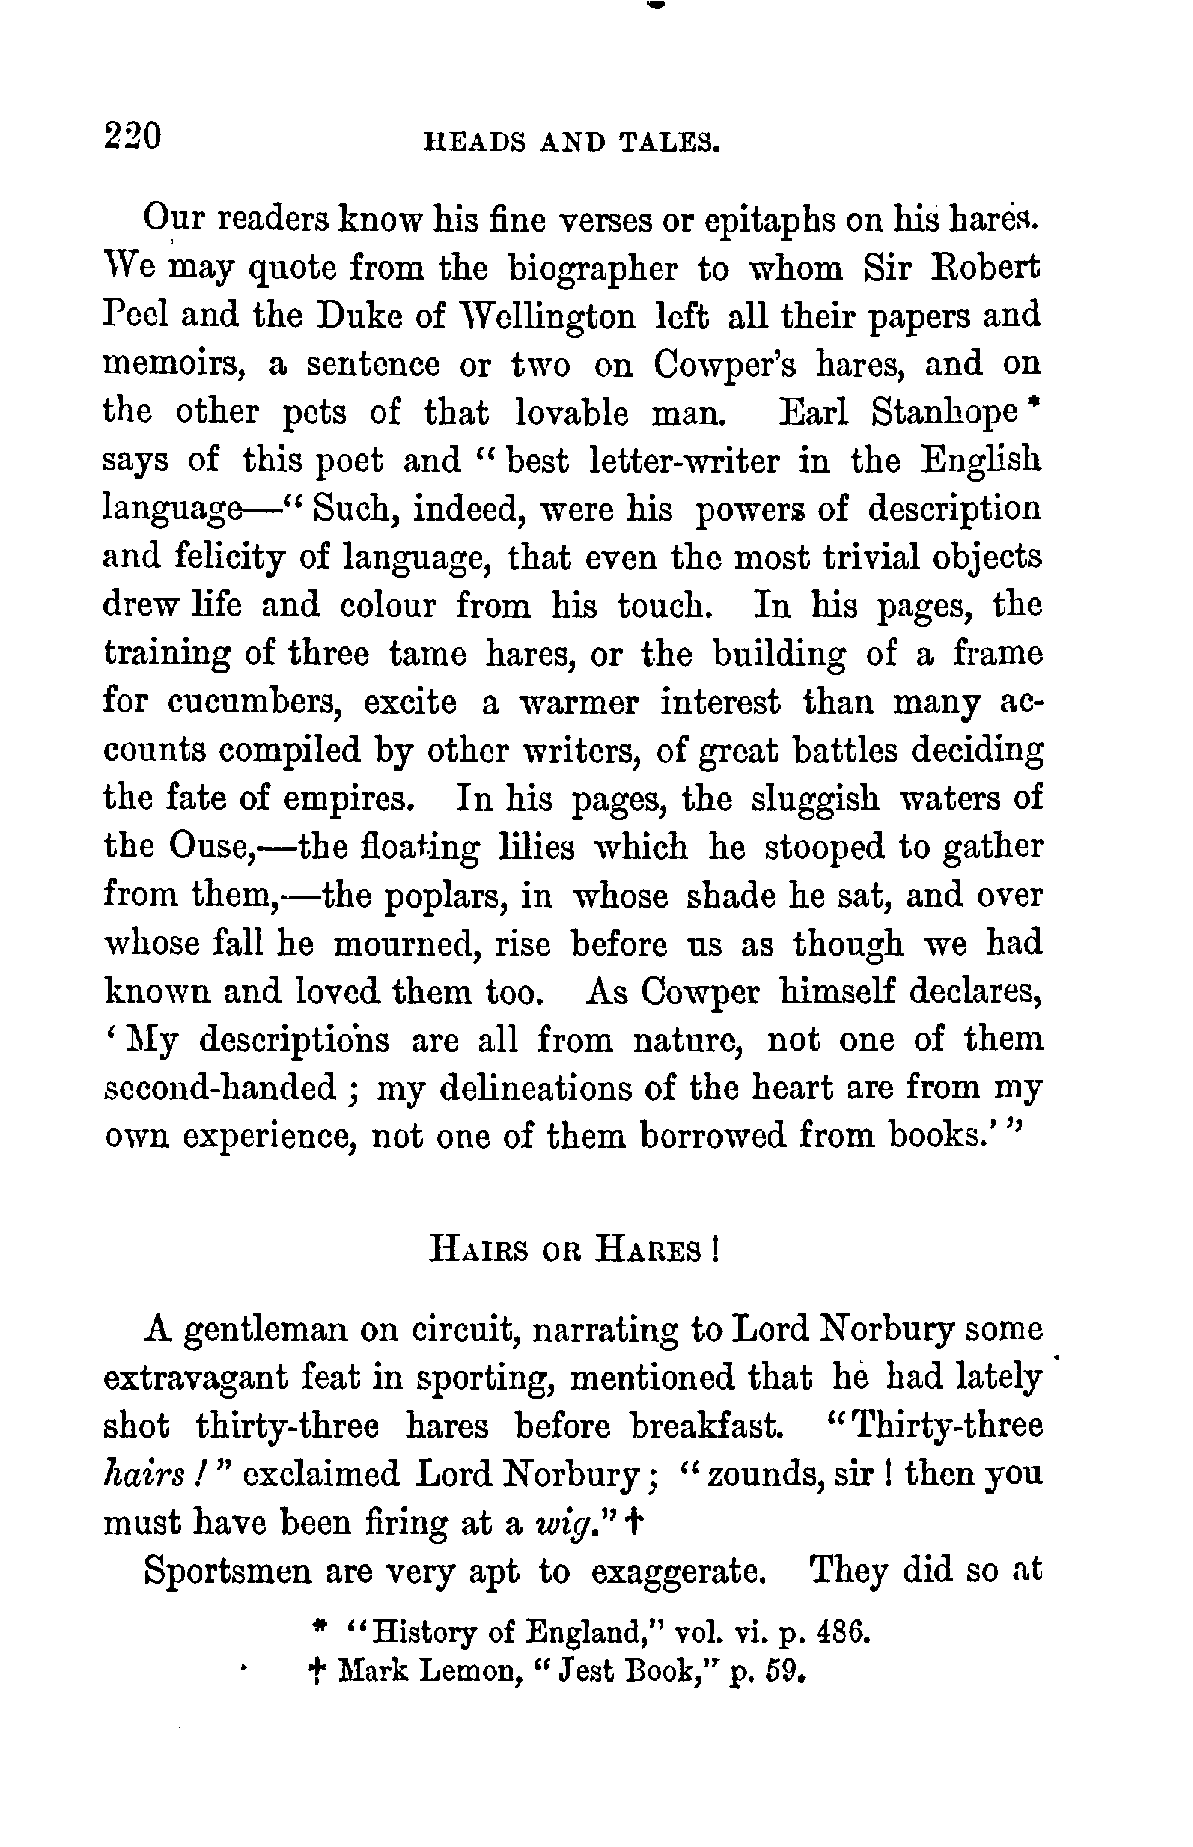 220 HEADS AND TALES.
Our readers know his fine verses or epitaphs on his hares.
We may quote from the biographer to whom Sir Robert
Peel and the Duke of Wellington left all their papers and
memoirs, a sentence or two on Cowper's hares, and on
the other pets of that lovable man. Earl Stanhope *
says of this poet and " best letter-writer in the English
language—" Such, indeed, were his powers of description
and felicity of language, that even the most trivial objects
drew life and colour from his touch. In his pages, the
training of three tame hares, or the building of a frame
for cucumbers, excite a warmer interest than many ac-
counts compiled by other writers, of great battles deciding
the fate of empires. In his pages, the sluggish waters of
the Ouse,—the floating lilies which he stooped to gather
from them,—the poplars, in whose shade he sat, and over
whose fall he mourned, rise before us as though we had
known and loved them too. As Cowper himself declares,
' My descriptions are all from nature, not one of them
second-handed ; my delineations of the heart are from my
own experience, not one of them borrowed from books.' "
HAIRS OR HARES !
A gentleman on circuit, narrating to Lord Norbury some
extravagant feat in sporting, mentioned that he had lately
shot thirty-three hares before breakfast. "Thirty-three
hairs ! " exclaimed Lord Norbury ; " zounds, sir ! then you
must have been firing at a wig." †
Sportsmen are very apt to exaggerate. They did so at
* "History of England," vol. vi. p. 486.
† Mark Lemon, " Jest Book," p. 59.